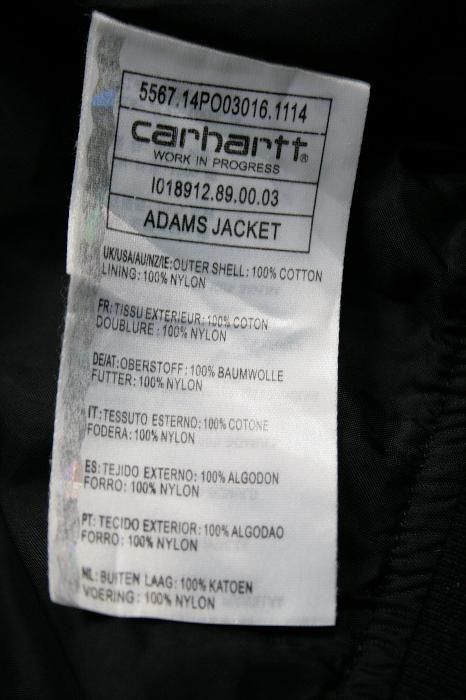 5567.14PO03016.1114
carhartt®
WORK IN PROGRESS
I018912.89.00.03
ADAMS JACKET
UK/USA/AU/NZ/IE:OUTER SHELL: 100% COTTON
LINING: 100% NYLON
FR: TISSU EXTERIEUR: 100% COTON
DOUBLURE : 100% NYLON
DE/AT:OBERSTOFF: 100% BAUMWOLLE
FUTTER: 100% NYLON
IT: TESSUTO ESTERNO: 100% COTONE
FODERA: 100% NYLON
ES: TEJIDO EXTERNO: 100% ALGODON
FORRO: 100% NYLON
PT: TECIDO EXTERIOR: 100% ALGODAO
FORRO: 100% NYLON
NL: BUITEN LAAG: 100% KATOEN
VOERING : 100% NYLON